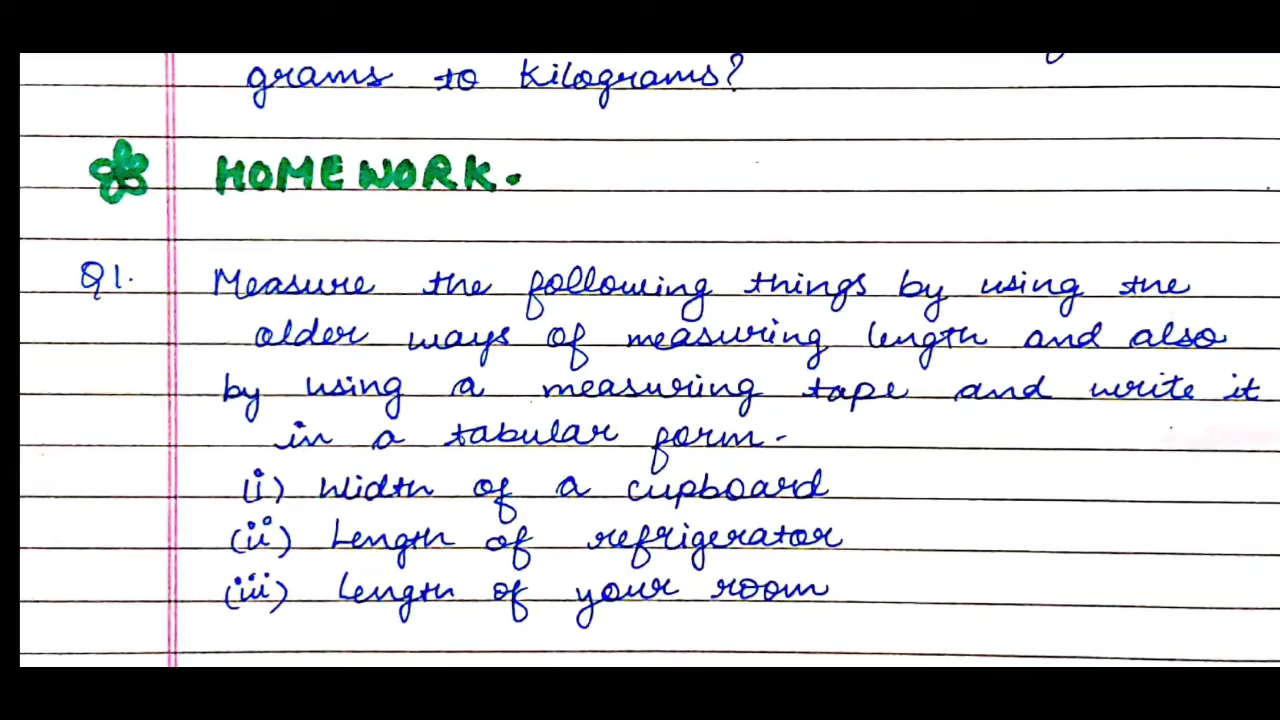 grams to Kilograms?
HOMEWORK.
Q1. Measure the following things by using the
older ways of measuring length and also
by using a measuring tape and write it
in a tabular form.
(i) Width of a cupboard
(ii) Length of refrigerator
(iii) Length of your room